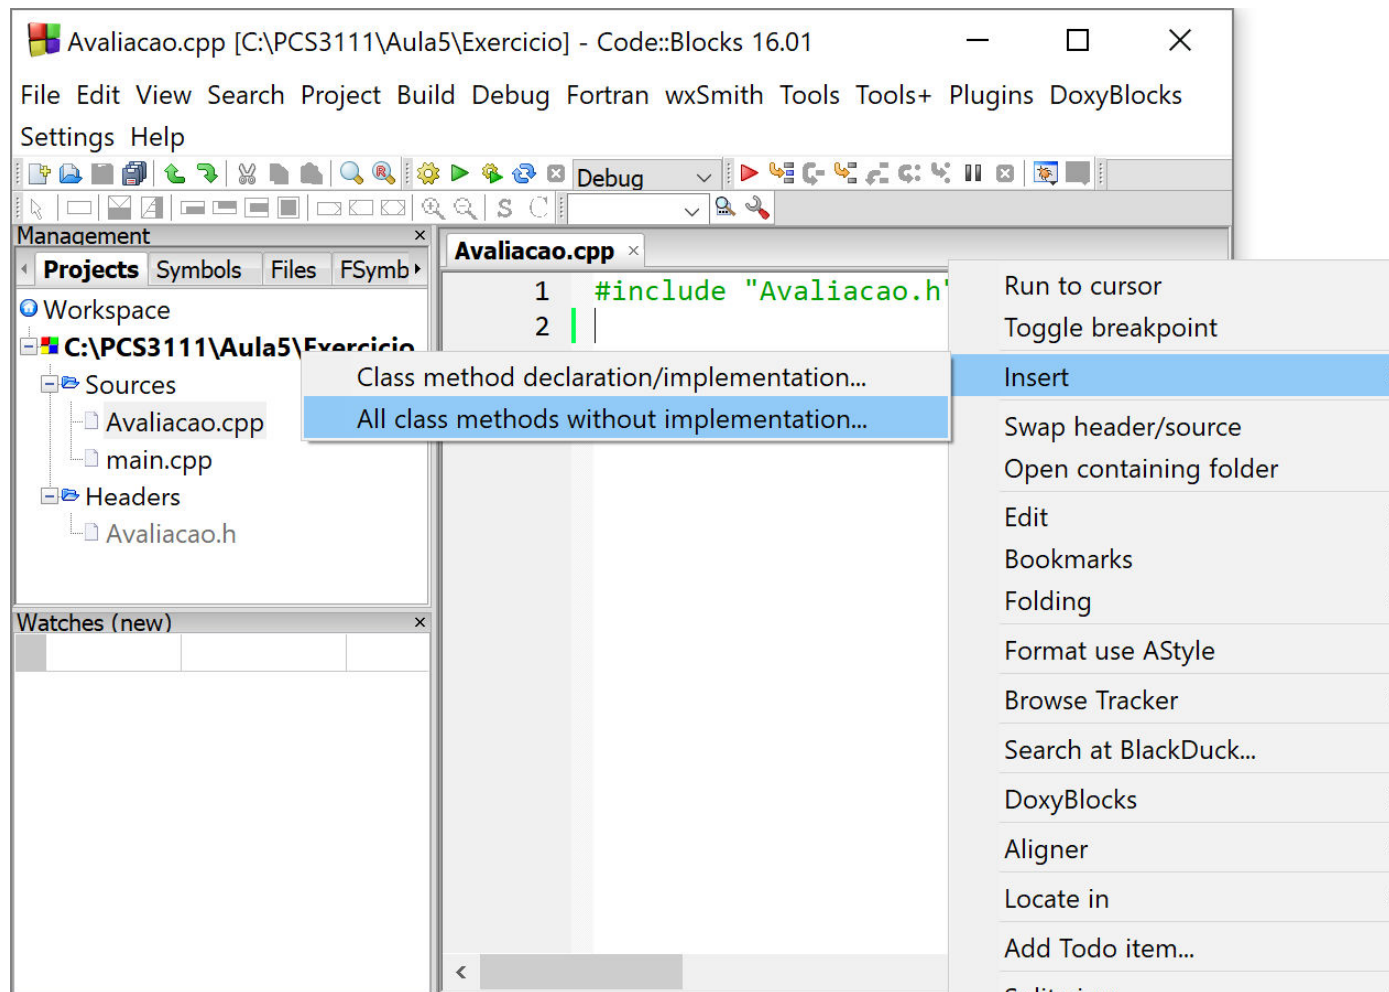 Avaliacao.cpp [C:\PCS3111\Aula5\Exercicio] - Code::Blocks 16.01
File Edit View Search Project Build Debug Fortran wxSmith Tools Tools+ Plugins DoxyBlocks
Settings Help
Debug
S C
Management ×
Projects Symbols Files FSymb
Workspace
C:\PCS3111\Aula5\Exercicio
Sources
Avaliacao.cpp
main.cpp
Headers
Avaliacao.h
Watches (new) ×
Avaliacao.cpp ×
1 #include "Avaliacao.h"
2
Class method declaration/implementation...
All class methods without implementation...
Run to cursor
Toggle breakpoint
Insert
Swap header/source
Open containing folder
Edit
Bookmarks
Folding
Format use AStyle
Browse Tracker
Search at BlackDuck...
DoxyBlocks
Aligner
Locate in
Add Todo item...